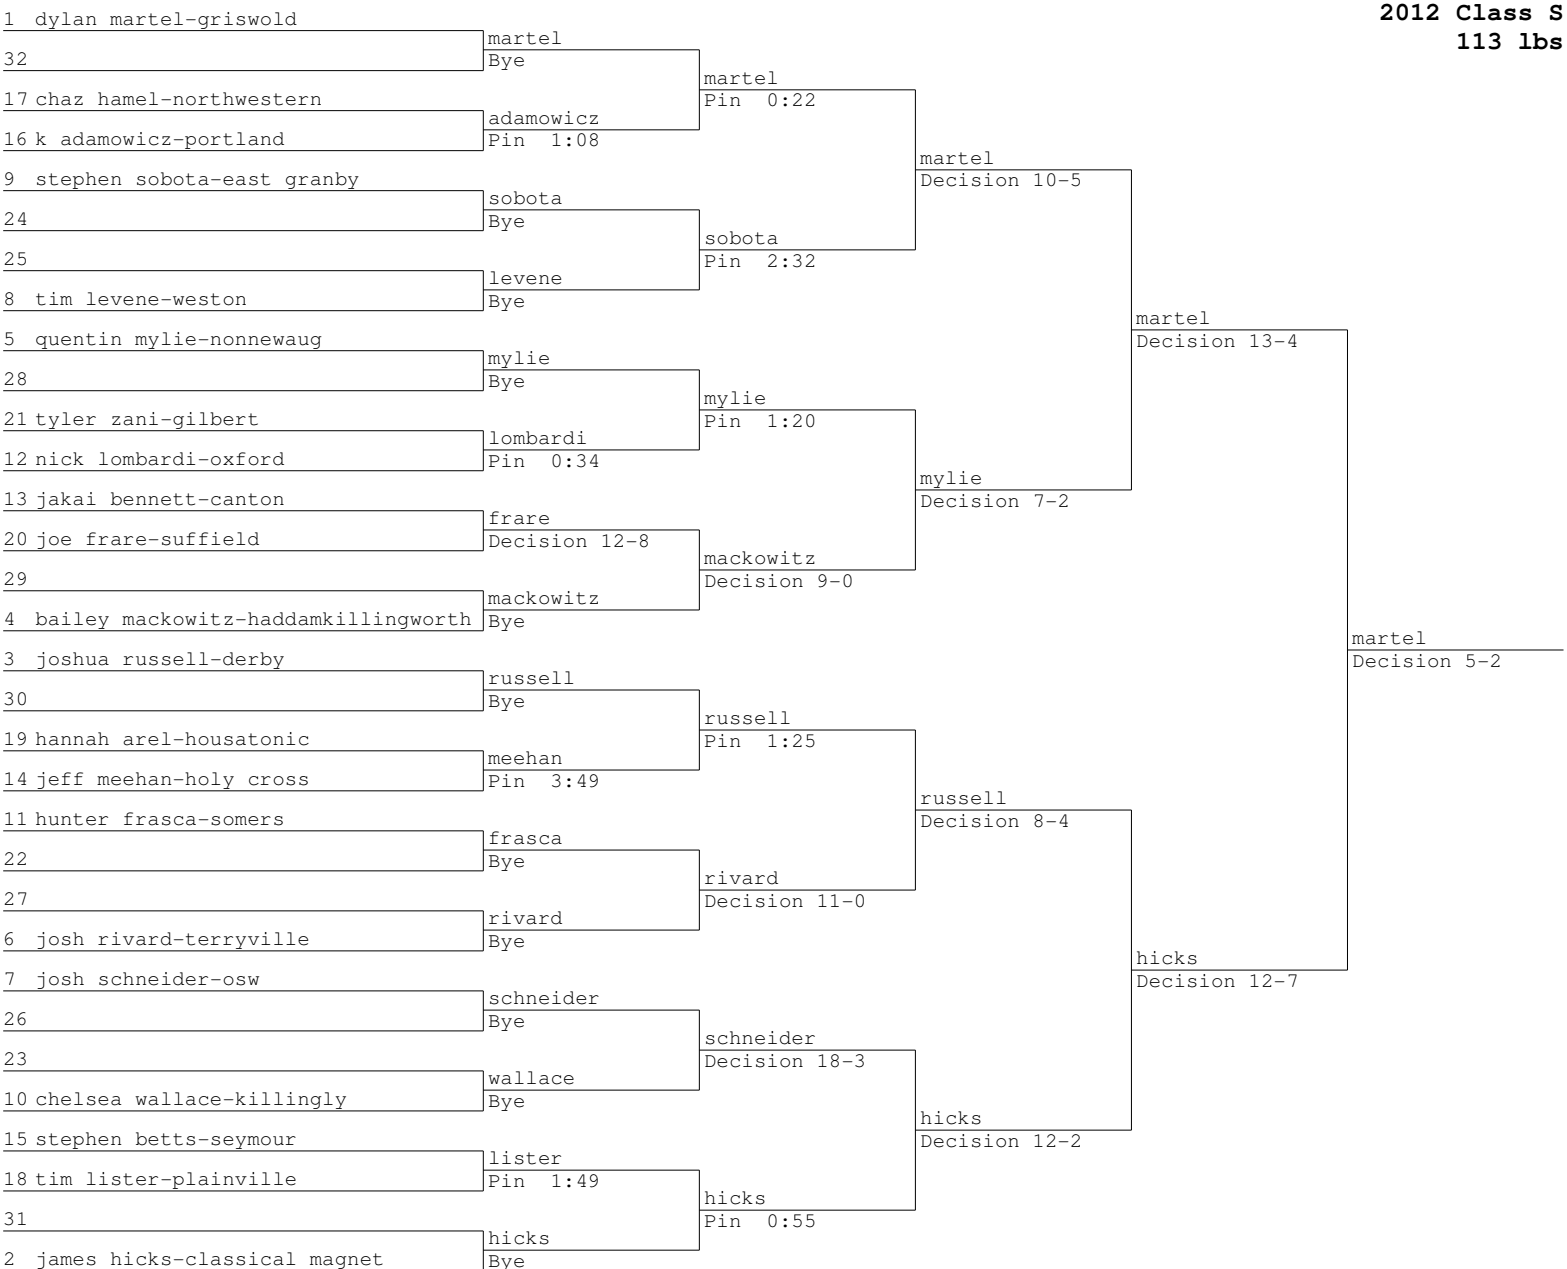 2012 Class S
113 lbs
1 dylan martel-griswold
32
17 chaz hamel-northwestern
16 k adamowicz-portland
9 stephen sobota-east granby
24
25
8 tim levene-weston
5 quentin mylie-nonnewaug
28
21 tyler zani-gilbert
12 nick lombardi-oxford
13 jakai bennett-canton
20 joe frare-suffield
29
4 bailey mackowitz-haddamkillingworth
3 joshua russell-derby
30
19 hannah arel-housatonic
14 jeff meehan-holy cross
11 hunter frasca-somers
22
27
6 josh rivard-terryville
7 josh schneider-osw
26
23
10 chelsea wallace-killingly
15 stephen betts-seymour
18 tim lister-plainville
31
2 james hicks-classical magnet
martel
Bye
adamowicz
Pin 1:08
sobota
Bye
levene
Bye
mylie
Bye
lombardi
Pin 0:34
frare
Decision 12-8
mackowitz
Bye
russell
Bye
meehan
Pin 3:49
frasca
Bye
rivard
Bye
schneider
Bye
wallace
Bye
lister
Pin 1:49
hicks
Bye
martel
Pin 0:22
sobota
Pin 2:32
mylie
Pin 1:20
mackowitz
Decision 9-0
russell
Pin 1:25
rivard
Decision 11-0
schneider
Decision 18-3
hicks
Pin 0:55
martel
Decision 10-5
mylie
Decision 7-2
russell
Decision 8-4
hicks
Decision 12-2
martel
Decision 13-4
hicks
Decision 12-7
martel
Decision 5-2